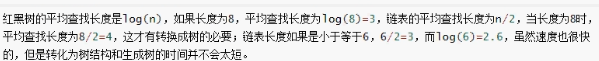 红黑树的平均查找长度是log(n)，如果长度为8，平均查找长度为log(8)=3，链表的平均查找长度为n/2，当长度为8时，
平均查找长度为8/2=4，这才有转换成树的必要；链表长度如果是小于等于6，6/2=3，而log(6)=2.6，虽然速度也很快
的，但是转化为树结构和生成树的时间并不会太短。